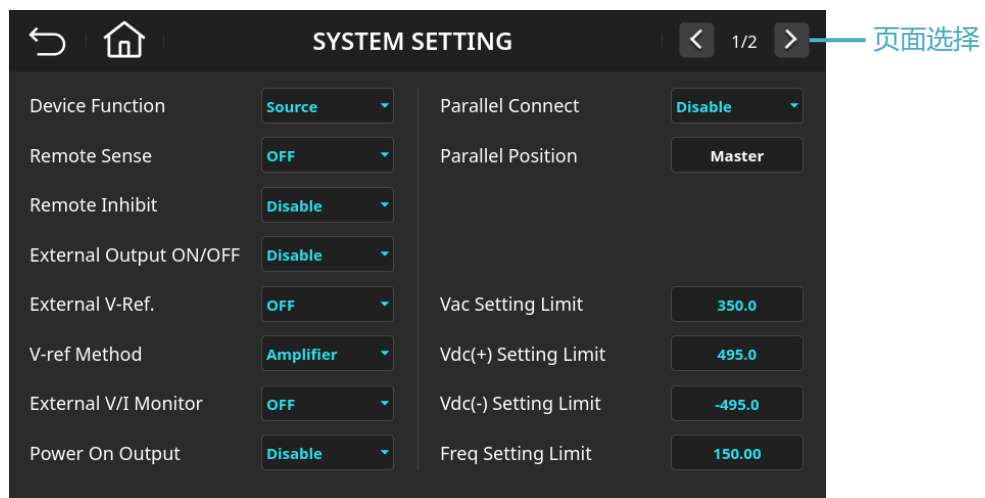 SYSTEM SETTING
1/2
页面选择
Device Function
Source
Remote Sense
OFF
Remote Inhibit
Disable
External Output ON/OFF
Disable
External V-Ref.
OFF
V-ref Method
Amplifier
External V/I Monitor
OFF
Power On Output
Disable
Parallel Connect
Disable
Parallel Position
Master
Vac Setting Limit
350.0
Vdc(+) Setting Limit
495.0
Vdc(-) Setting Limit
-495.0
Freq Setting Limit
150.00